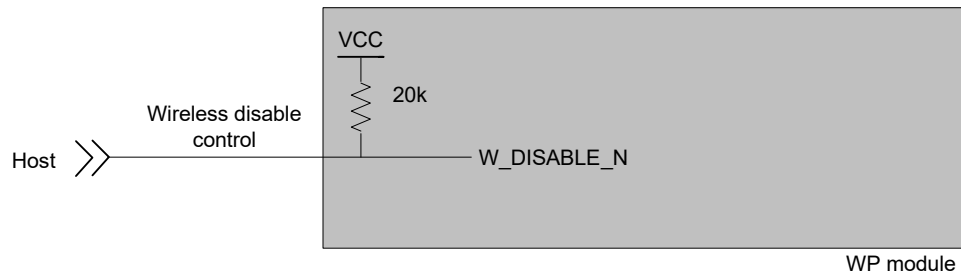 VCC
20k
Wireless disable
control
Host
W_DISABLE_N
WP module